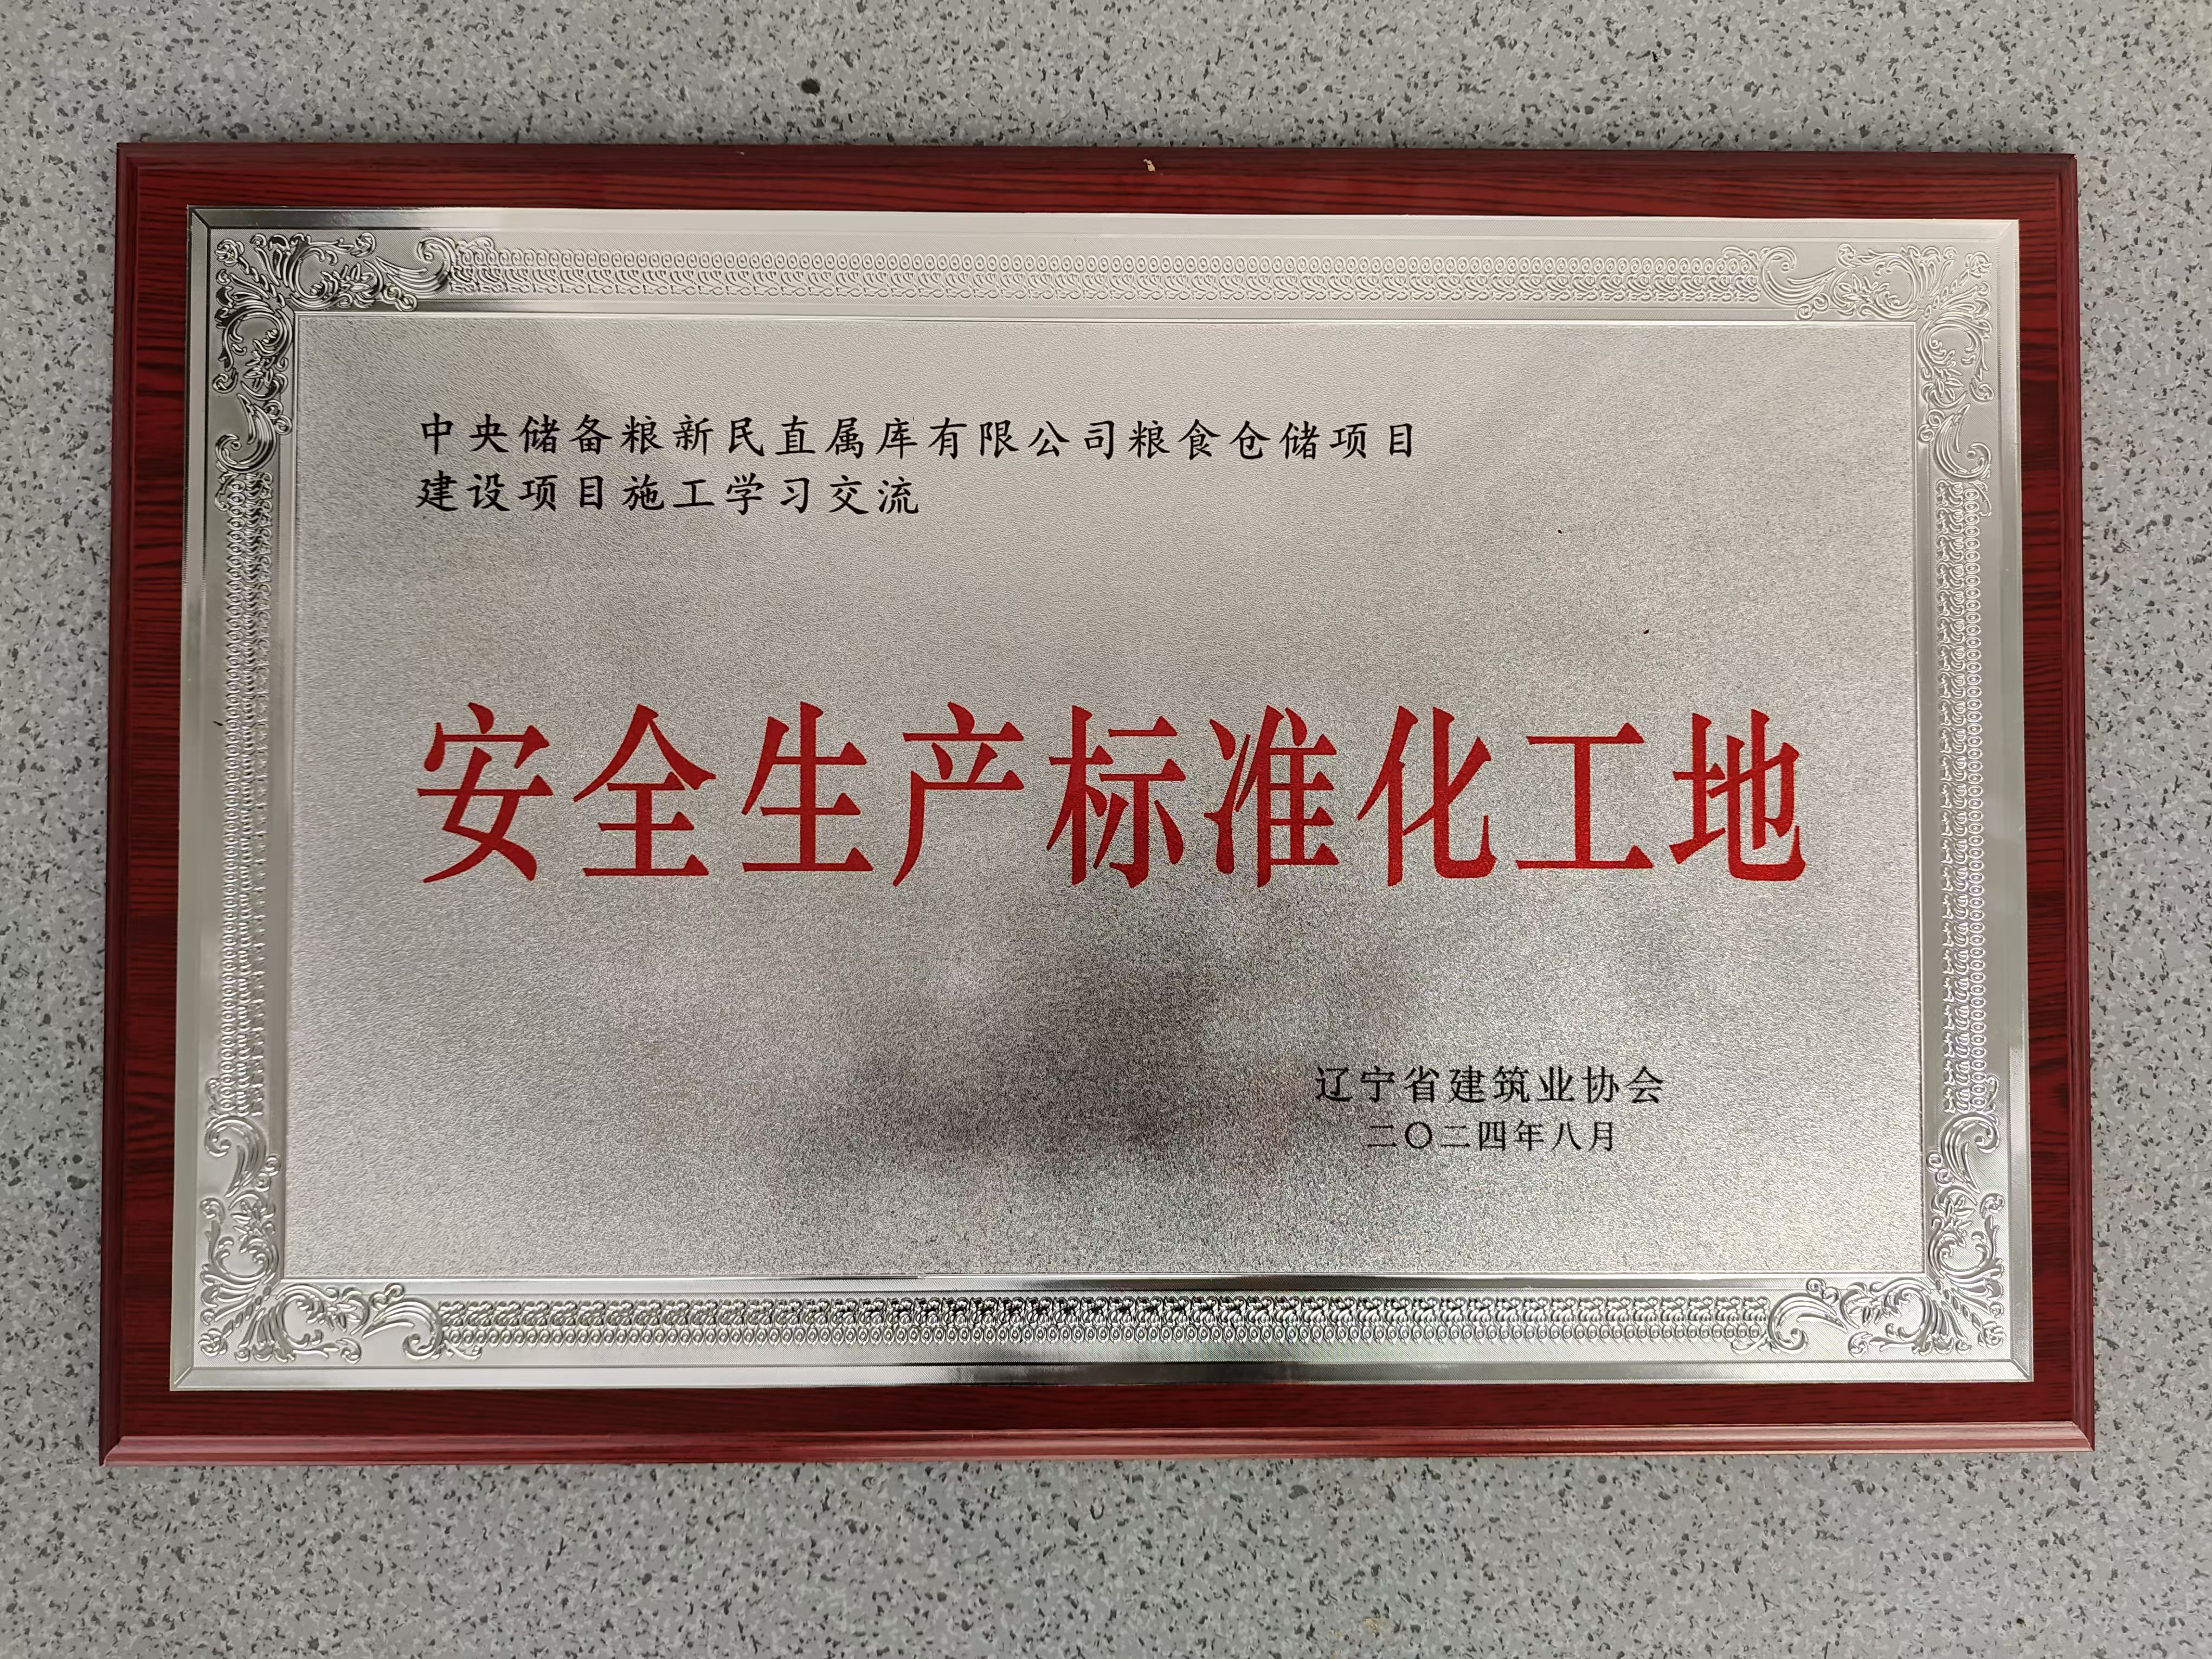 中央储备粮新民直属库有限公司粮食仓储项目
建设项目施工学习交流
安全生产标准化工地
辽宁省建筑业协会
二〇二四年八月